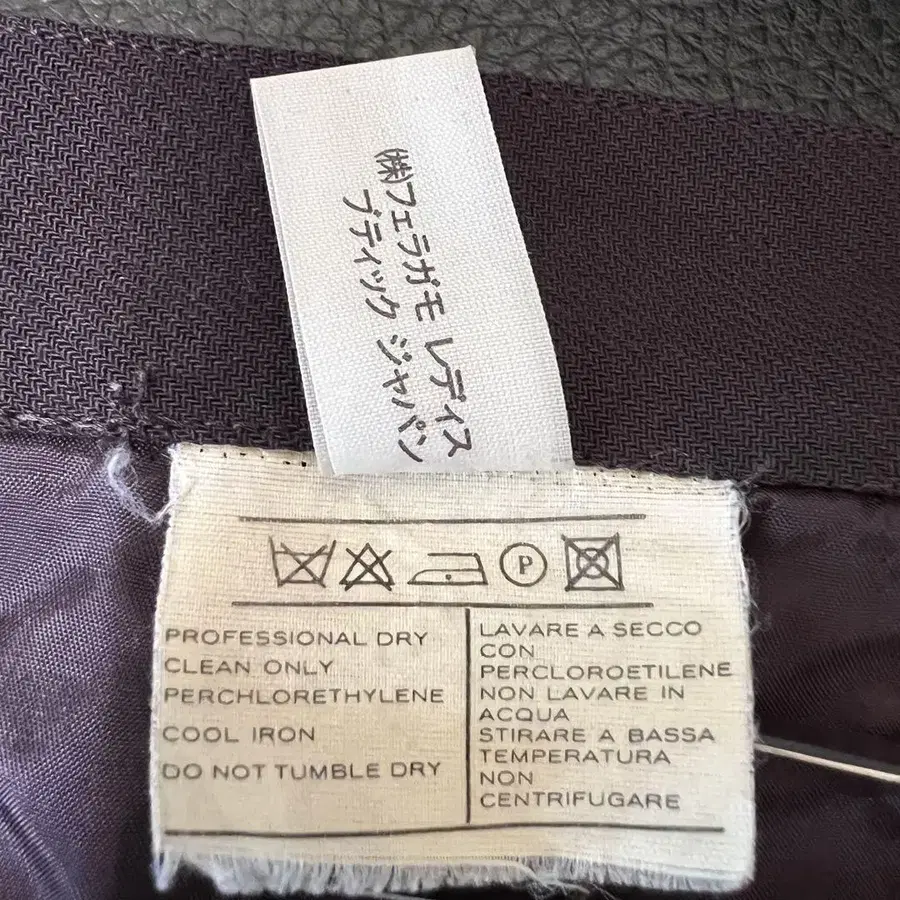 ㈱フェラガモ レディス
ブティック ジャパン
P
PROFESSIONAL DRY
CLEAN ONLY
PERCHLORETHYLENE
COOL IRON
DO NOT TUMBLE DRY
LAVARE A SECCO
CON
PERCLOROETILENE
NON LAVARE IN
ACQUA
STIRARE A BASSA
TEMPERATURA
NON
CENTRIFUGARE